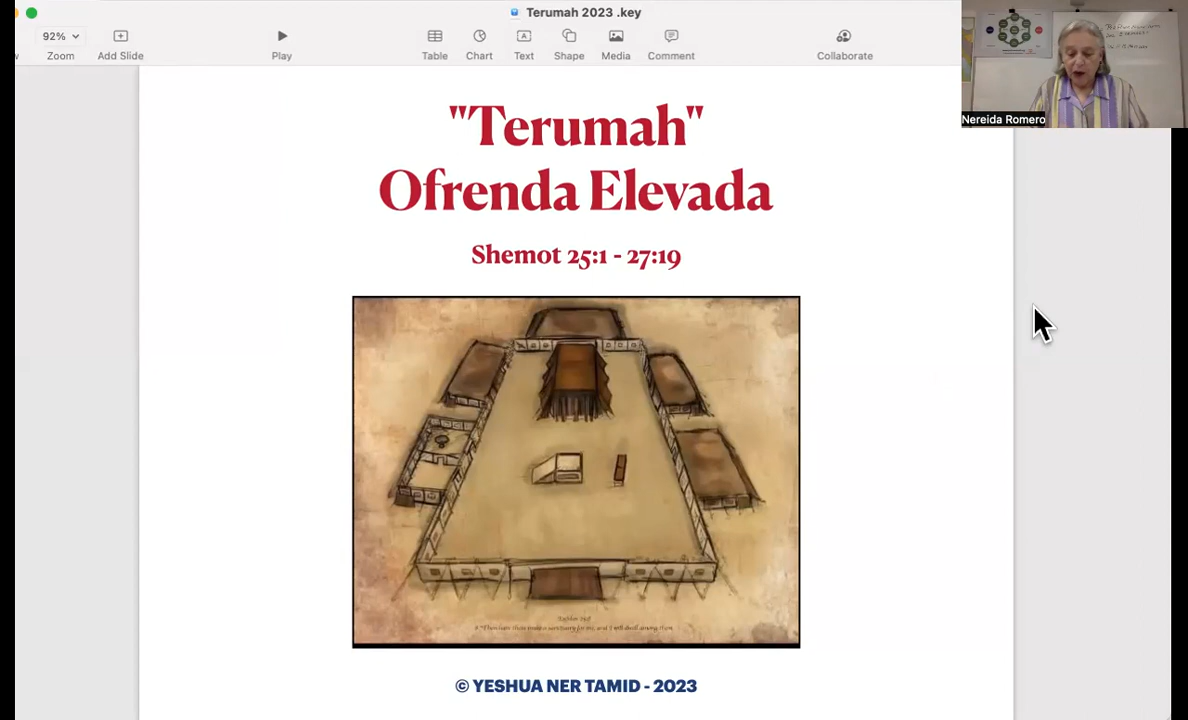 Terumah 2023 .key
92%
Zoom
Add Slide
Play
Table
Chart
Text
Shape
Media
Comment
Collaborate
Nereida Romero
"Terumah"
Ofrenda Elevada
Shemot 25:1 - 27:19
© YESHUA NER TAMID - 2023